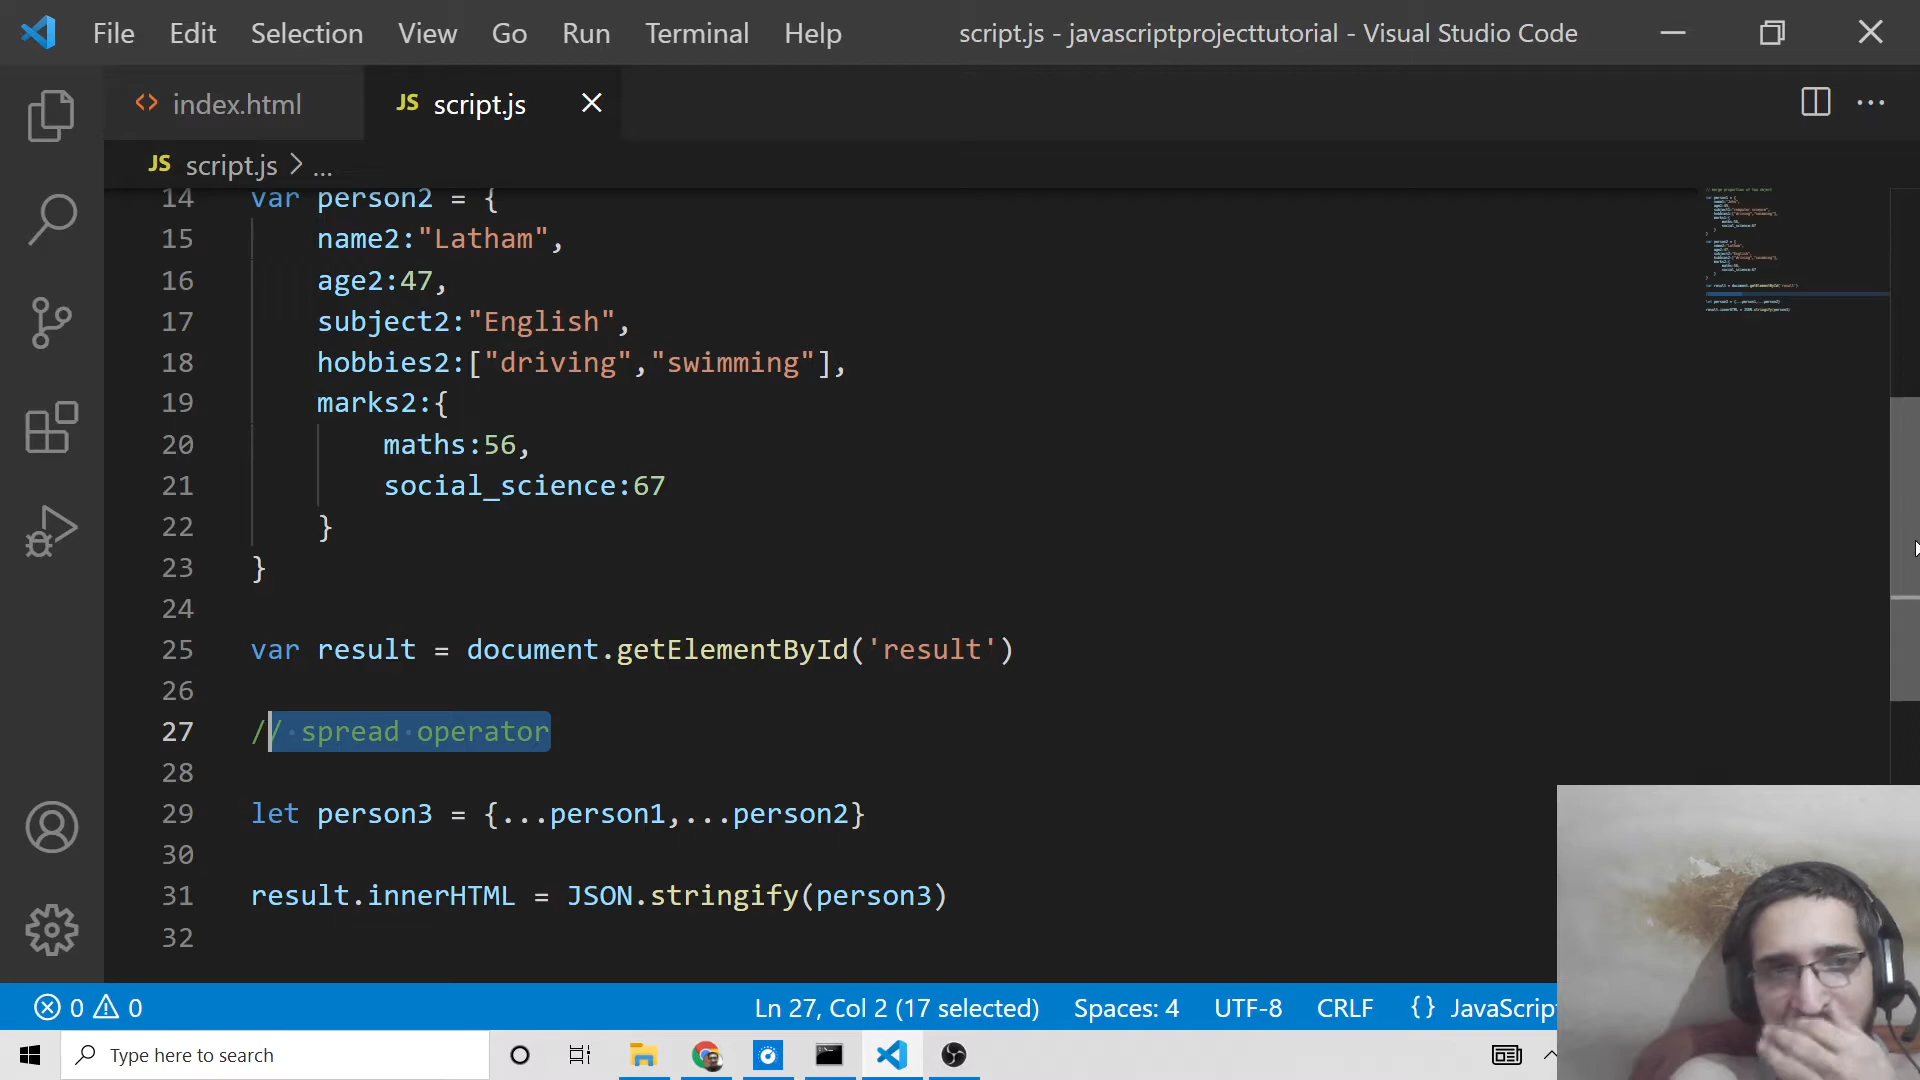 File Edit Selection View Go Run Terminal Help script.js - javascriptprojecttutorial - Visual Studio Code
index.html JS script.js
JS script.js > ...
14 var person2 = {
15 name2:"Latham",
16 age2:47,
17 subject2:"English",
18 hobbies2:["driving","swimming"],
19 marks2:{
20 maths:56,
21 social_science:67
22 }
23 }
24
25 var result = document.getElementById('result')
26
27 // spread operator
28
29 let person3 = {...person1,...person2}
30
31 result.innerHTML = JSON.stringify(person3)
32
0 0 Ln 27, Col 2 (17 selected) Spaces: 4 UTF-8 CRLF {} JavaScript
Type here to search